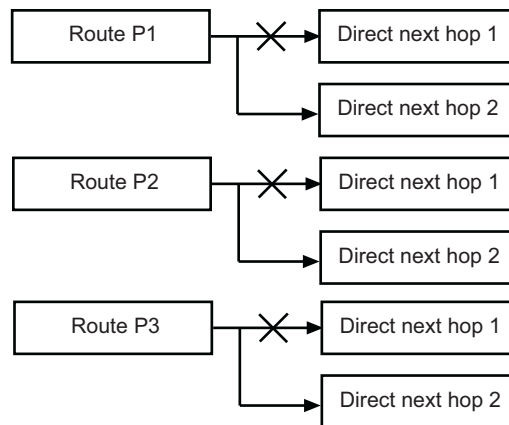 Route P1
Direct next hop 1
Direct next hop 2
Route P2
Direct next hop 1
Direct next hop 2
Route P3
Direct next hop 1
Direct next hop 2